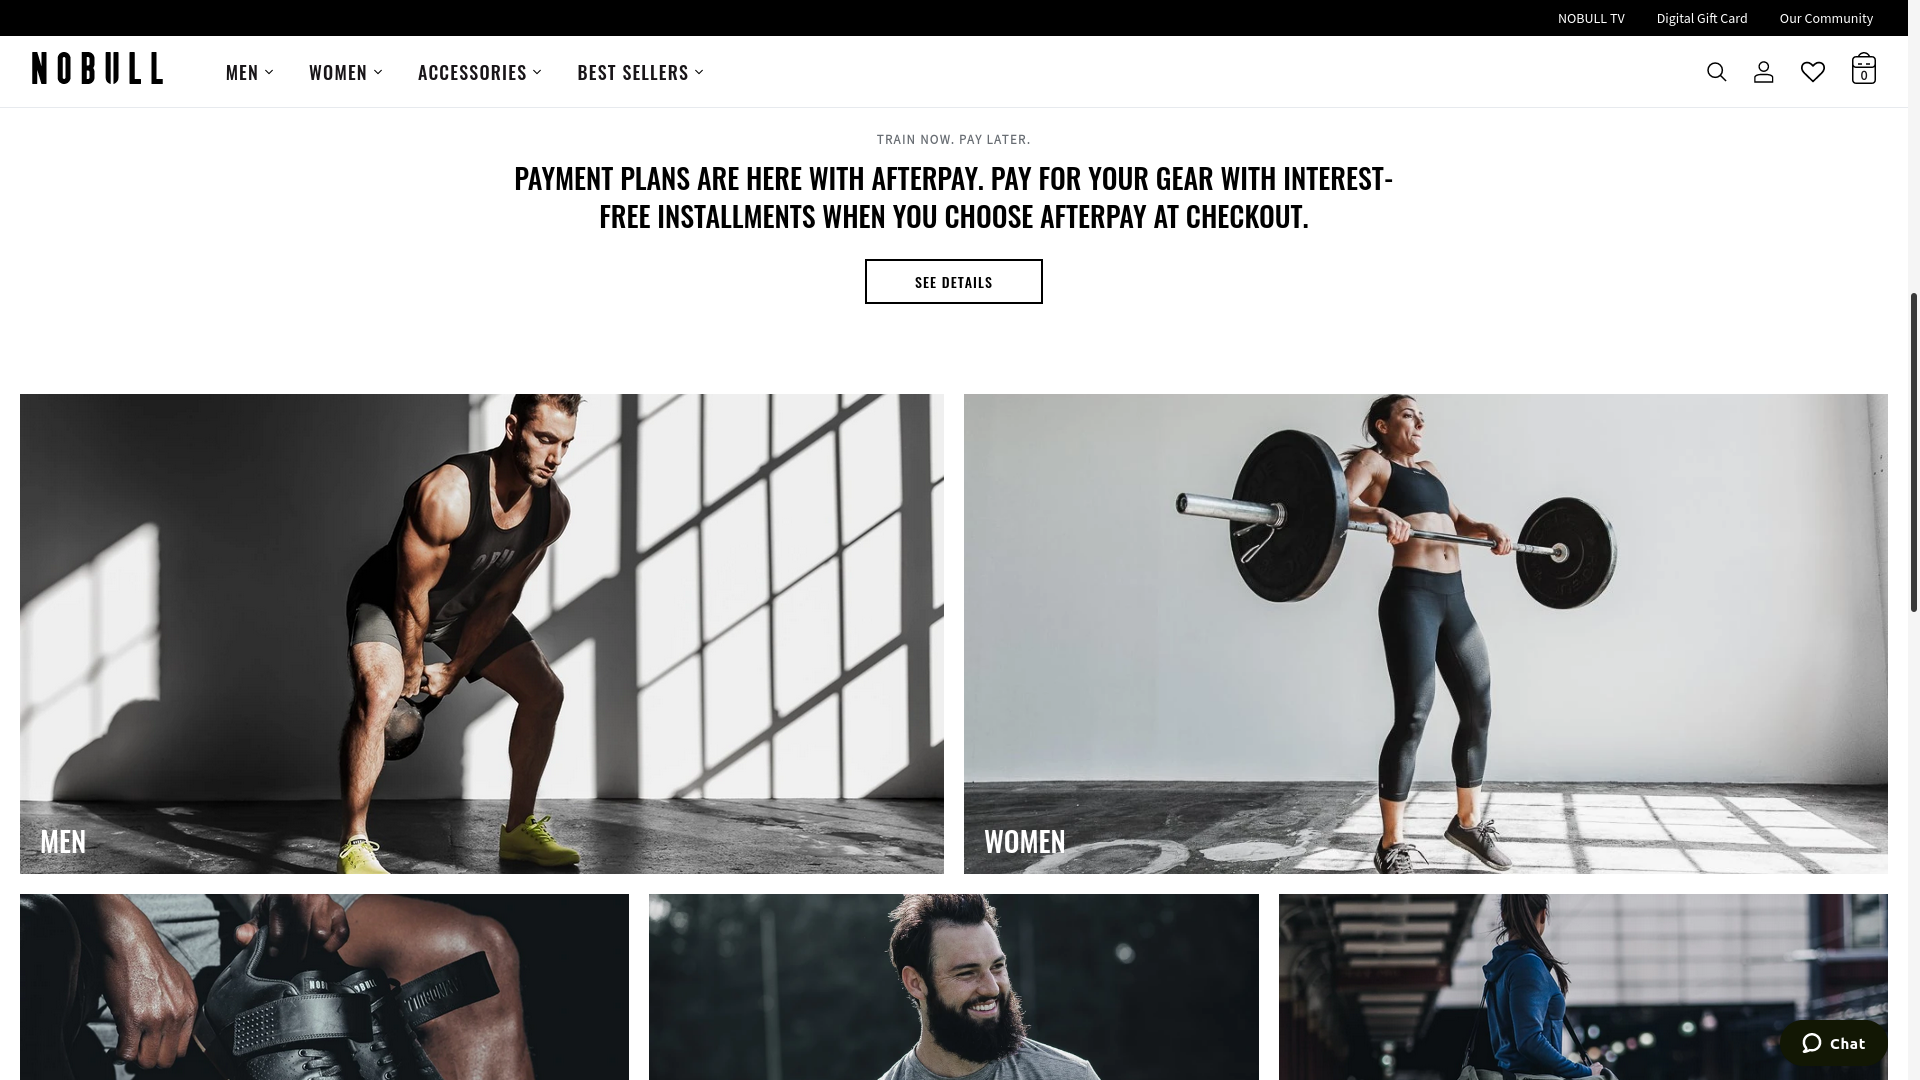 NOBULL TV Digital Gift Card Our Community
NOBULL MEN WOMEN ACCESSORIES BEST SELLERS 0
TRAIN NOW. PAY LATER.
PAYMENT PLANS ARE HERE WITH AFTERPAY. PAY FOR YOUR GEAR WITH INTEREST-
FREE INSTALLMENTS WHEN YOU CHOOSE AFTERPAY AT CHECKOUT.
SEE DETAILS
MEN
WOMEN
Chat